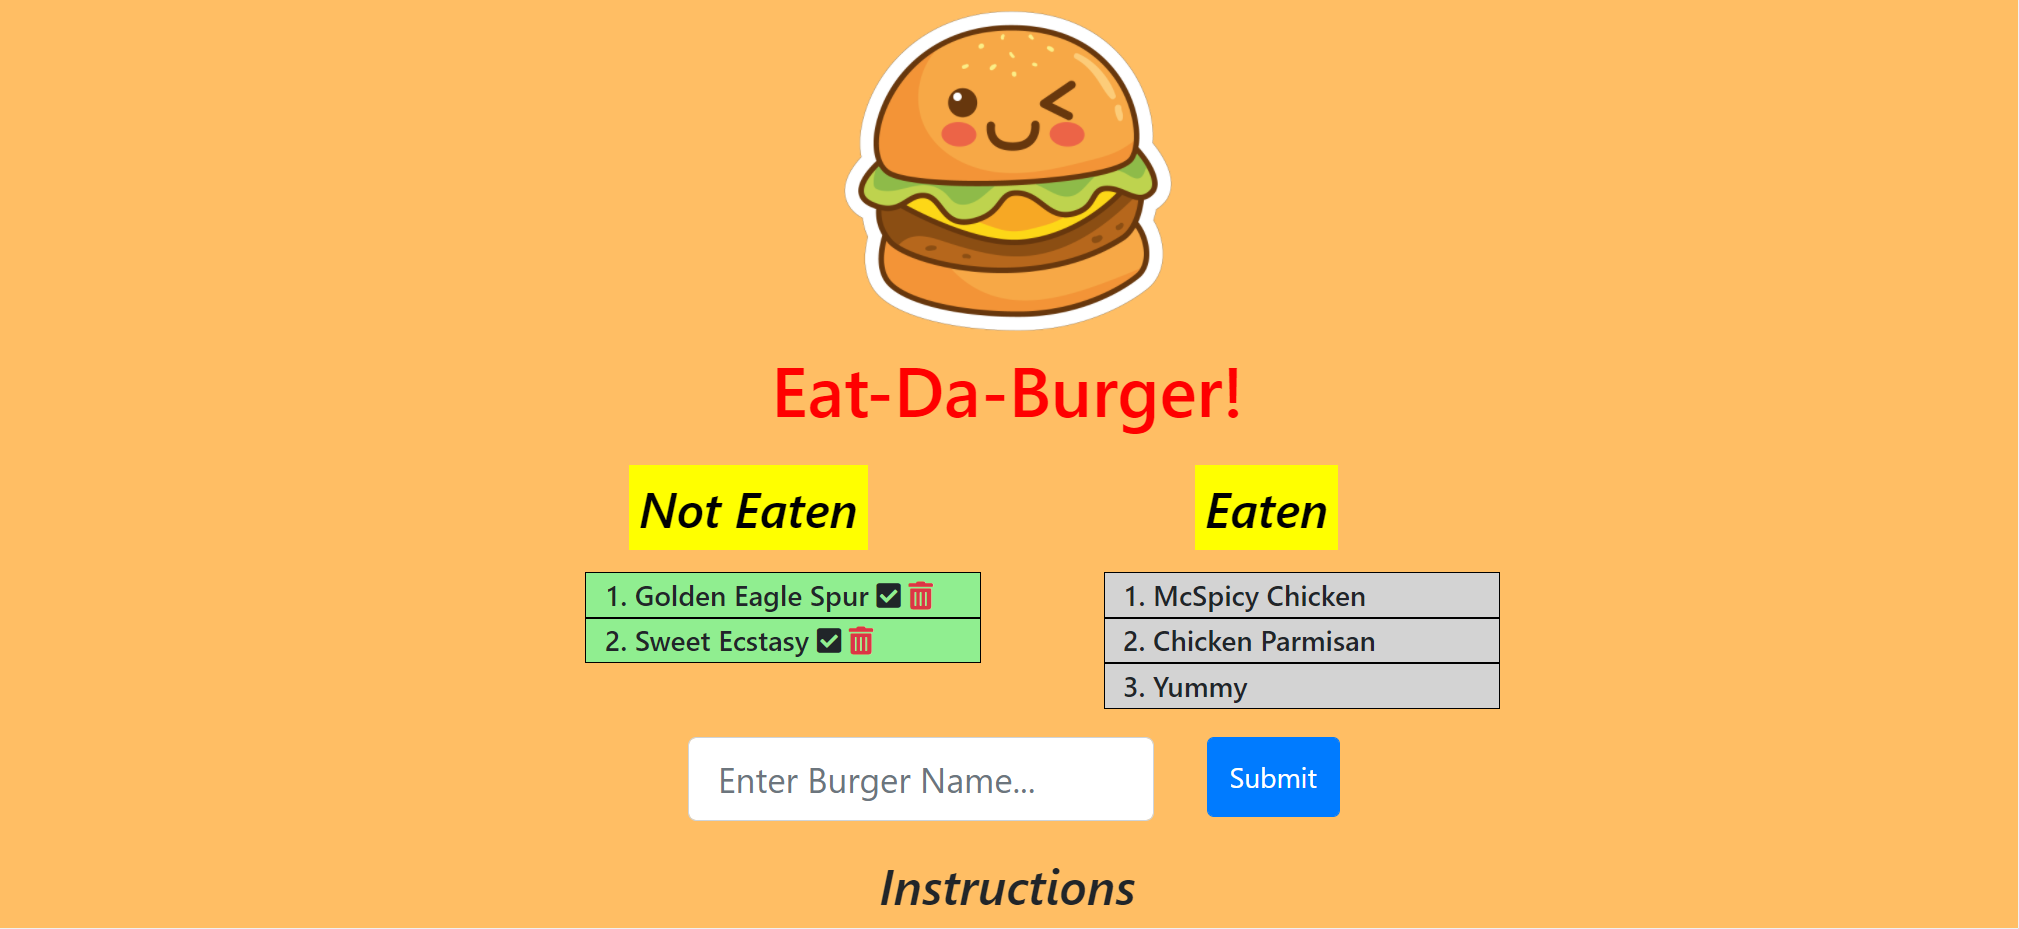 Eat-Da-Burger!
Not Eaten
1. Golden Eagle Spur
2. Sweet Ecstasy
Eaten
1. McSpicy Chicken
2. Chicken Parmisan
3. Yummy
Enter Burger Name...
Submit
Instructions